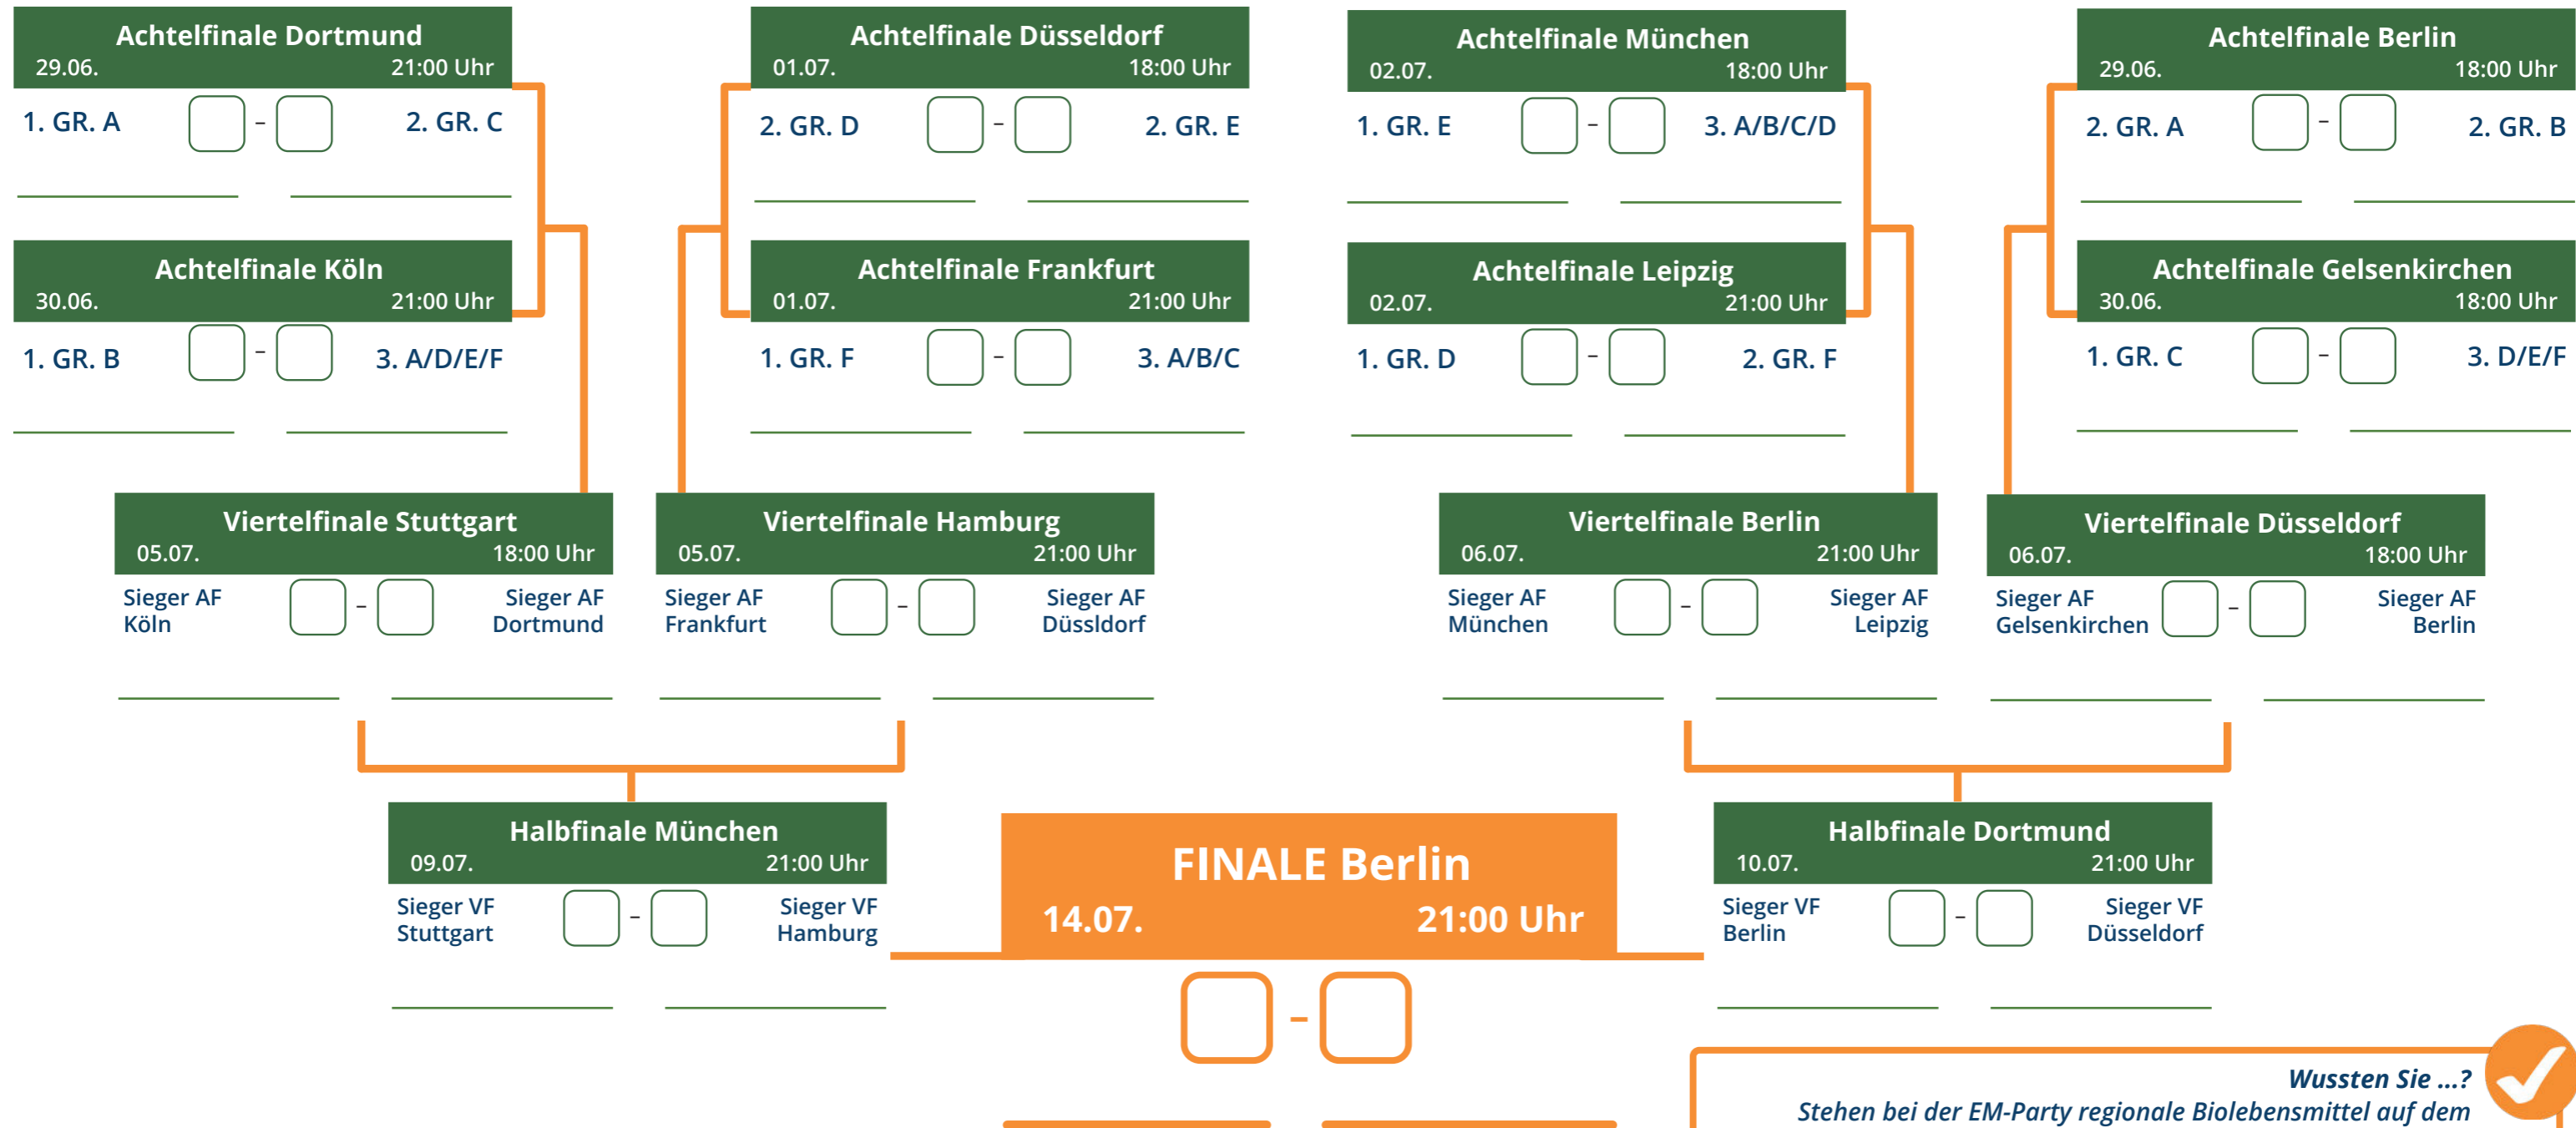 Achtelfinale Dortmund
29.06. 21:00 Uhr
1. GR. A – 2. GR. C
Achtelfinale Düsseldorf
01.07. 18:00 Uhr
2. GR. D – 2. GR. E
Achtelfinale München
02.07. 18:00 Uhr
1. GR. E – 3. A/B/C/D
Achtelfinale Berlin
29.06. 18:00 Uhr
2. GR. A – 2. GR. B
Achtelfinale Köln
30.06. 21:00 Uhr
1. GR. B – 3. A/D/E/F
Achtelfinale Frankfurt
01.07. 21:00 Uhr
1. GR. F – 3. A/B/C
Achtelfinale Leipzig
02.07. 21:00 Uhr
1. GR. D – 2. GR. F
Achtelfinale Gelsenkirchen
30.06. 18:00 Uhr
1. GR. C – 3. D/E/F
Viertelfinale Stuttgart
05.07. 18:00 Uhr
Sieger AF – Sieger AF
Köln Dortmund
Viertelfinale Hamburg
05.07. 21:00 Uhr
Sieger AF – Sieger AF
Frankfurt Düssldorf
Viertelfinale Berlin
06.07. 21:00 Uhr
Sieger AF – Sieger AF
München Leipzig
Viertelfinale Düsseldorf
06.07. 18:00 Uhr
Sieger AF – Sieger AF
Gelsenkirchen Berlin
Halbfinale München
09.07. 21:00 Uhr
Sieger VF – Sieger VF
Stuttgart Hamburg
FINALE Berlin
14.07. 21:00 Uhr
–
Halbfinale Dortmund
10.07. 21:00 Uhr
Sieger VF – Sieger VF
Berlin Düsseldorf
Wussten Sie ...?
Stehen bei der EM-Party regionale Biolebensmittel auf dem